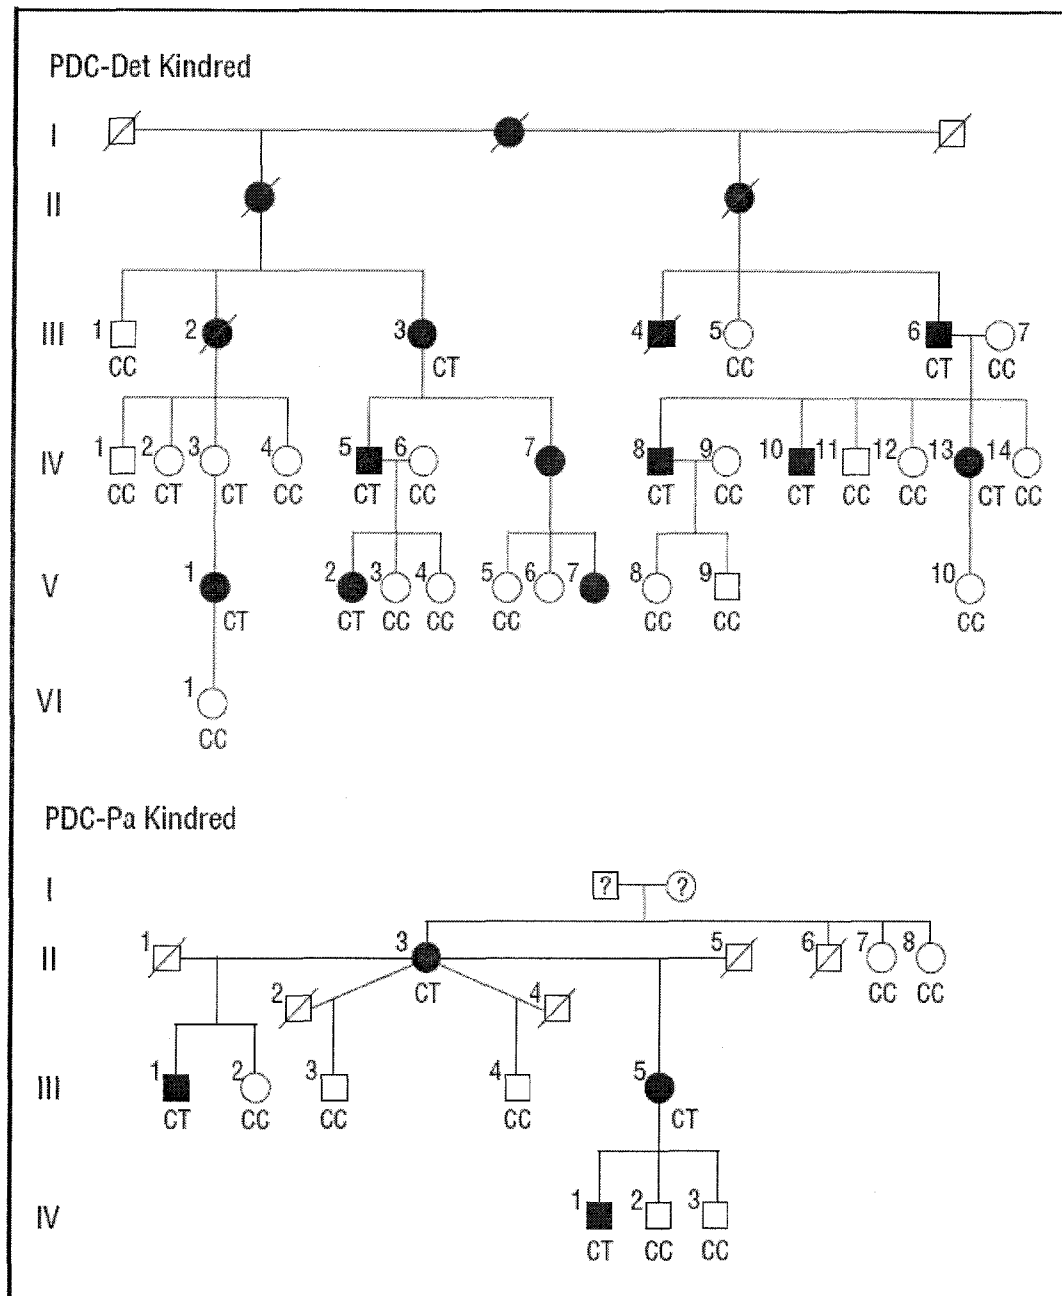 PDC-Det Kindred
I
II
III 1 2 3 4 5 6 7
CC CT CC CT CC
IV 1 2 3 4 5 6 7 8 9 10 11 12 13 14
CC CT CT CC CT CC CT CC CT CC CC CT CC
V 1 2 3 4 5 6 7 8 9 10
CT CT CC CC CC CC CC CC
VI 1
CC
PDC-Pa Kindred
I ? ?
II 1 3 5 6 7 8
CT CC CC
2 4
III 1 2 3 4 5
CT CC CC CC CT
IV 1 2 3
CT CC CC